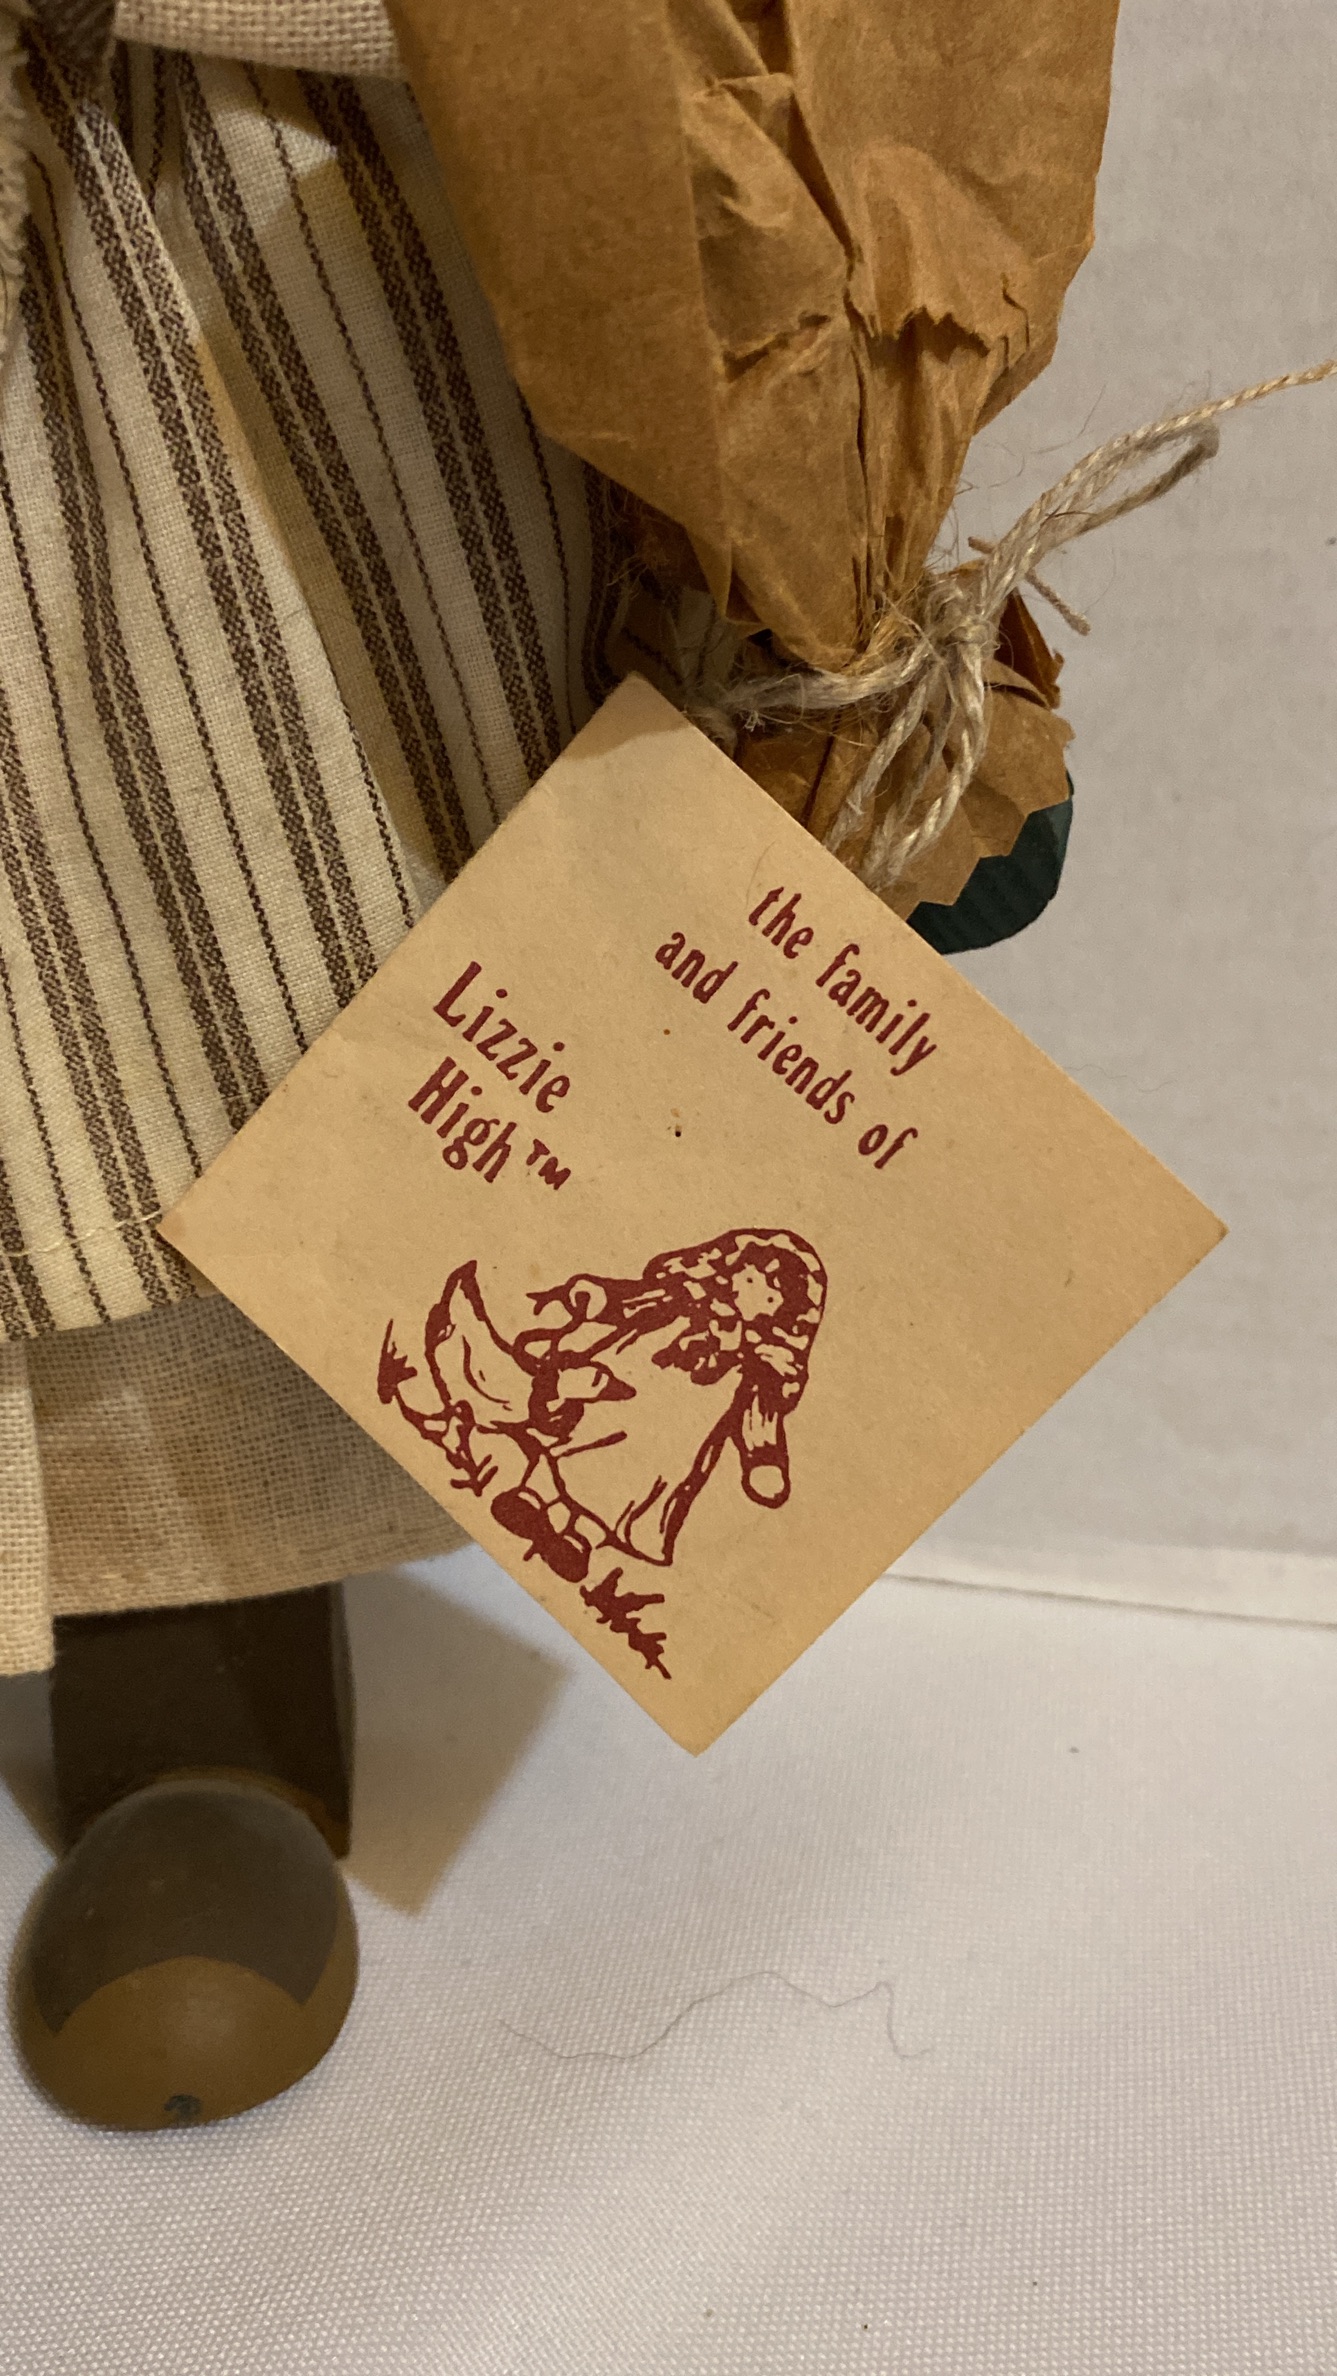 the family
and friends of
Lizzie
High™